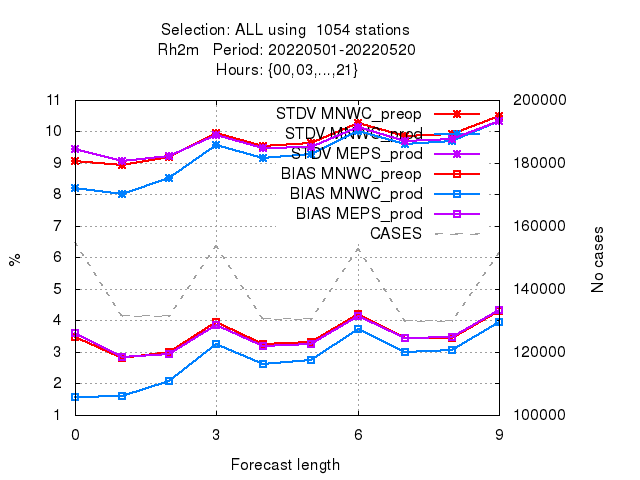 Selection: ALL using  1054 stations
Rh2m   Period: 20220501-20220520
Hours: {00,03,...,21}
11 200000
STDV MNWC_preop
10 STDV MNWC_prod
STDV MEPS_prod
9 180000
BIAS MNWC_preop
8 BIAS MNWC_prod
BIAS MEPS_prod
7 160000
CASES
6
%
No cases
5 140000
4
3 120000
2
1 100000
0 3 6 9
Forecast length